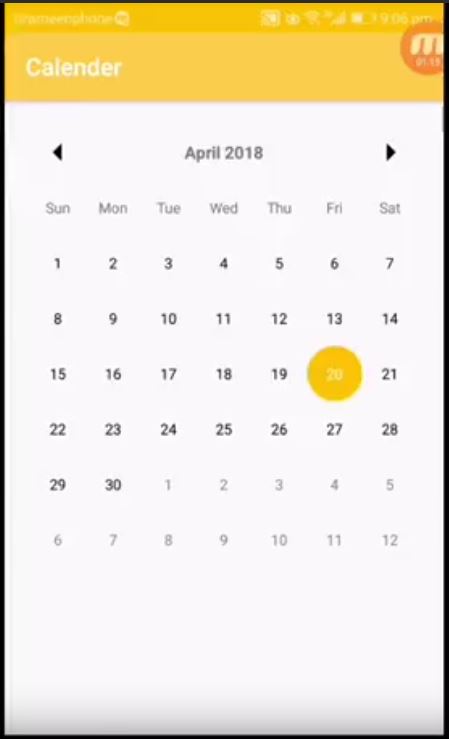 Grameenphone 9:06 pm
Calender
01:19
April 2018
Sun Mon Tue Wed Thu Fri Sat
1 2 3 4 5 6 7
8 9 10 11 12 13 14
15 16 17 18 19 20 21
22 23 24 25 26 27 28
29 30 1 2 3 4 5
6 7 8 9 10 11 12